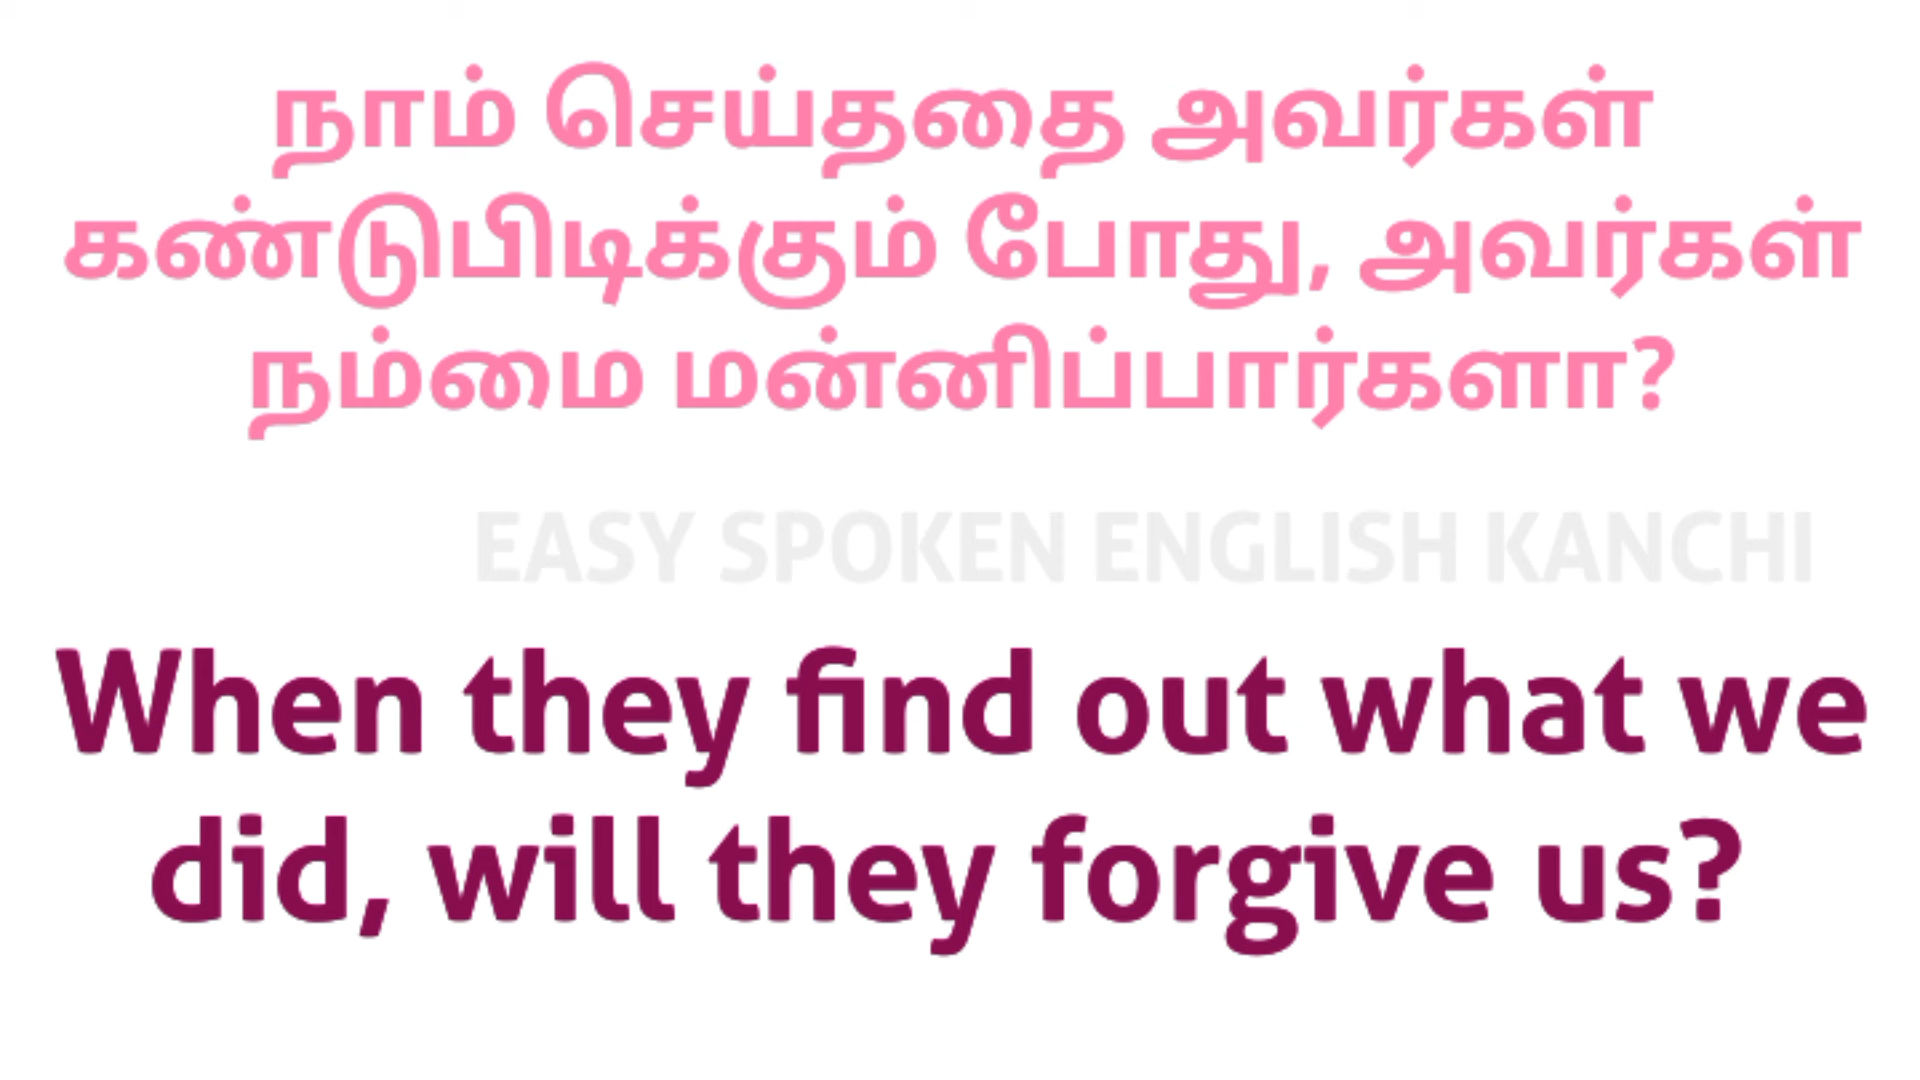 நாம் செய்ததை அவர்கள்
கண்டுபிடிக்கும் போது, அவர்கள்
நம்மை மன்னிப்பார்களா?
EASY SPOKEN ENGLISH KANCHI
When they find out what we
did, will they forgive us?